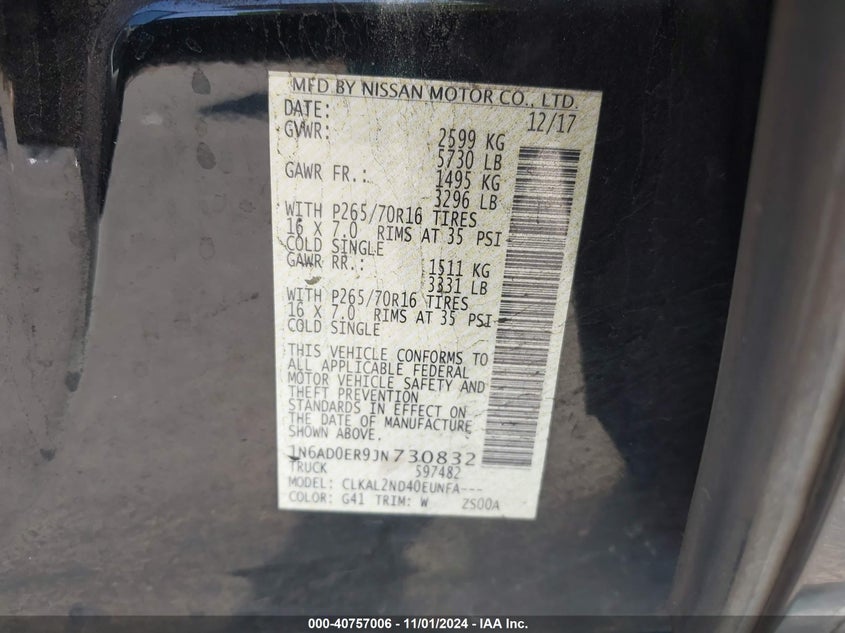 MFD BY NISSAN MOTOR CO., LTD.
DATE: 12/17
GVWR: 2599 KG
5730 LB
GAWR FR.: 1495 KG
3296 LB
WITH P265/70R16 TIRES
16 X 7.0 RIMS AT 35 PSI
COLD SINGLE
GAWR RR.: 1511 KG
3331 LB
WITH P265/70R16 TIRES
16 X 7.0 RIMS AT 35 PSI
COLD SINGLE
THIS VEHICLE CONFORMS TO
ALL APPLICABLE FEDERAL
MOTOR VEHICLE SAFETY AND
THEFT PREVENTION
STANDARDS IN EFFECT ON
THE DATE OF MANUFACTURE
SHOWN ABOVE.
1N6AD0ER9JN730832
TRUCK 597482
MODEL: CLKAL2ND40EUNFA---
COLOR: G41 TRIM: W ZS00A
000-40757006 - 11/01/2024 - IAA Inc.